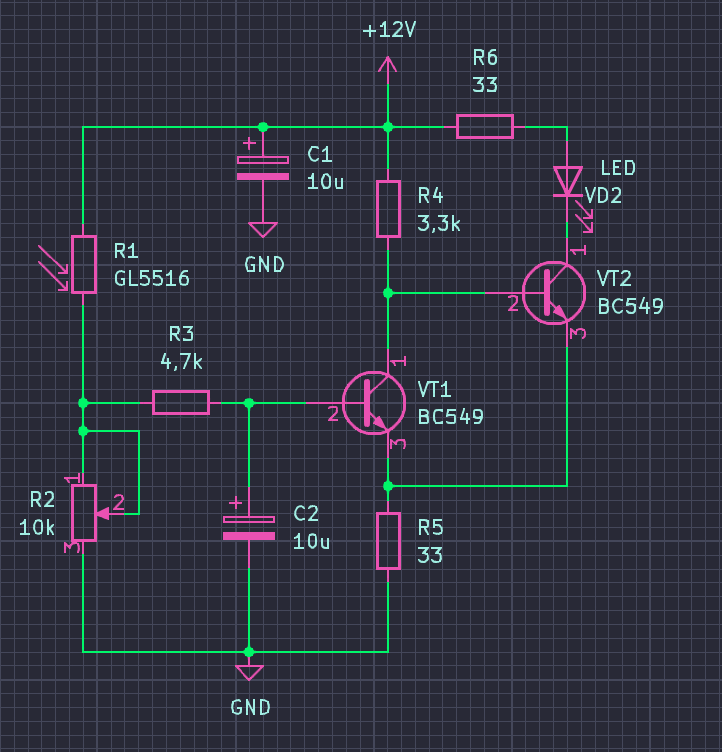 +12V
R6
33
+
C1
10u
GND
R4
3,3k
LED
VD2
1
2
3
VT2
BC549
R1
GL5516
R3
4,7k
1
2
3
VT1
BC549
R2
10k
1
2
3
+
C2
10u
R5
33
GND